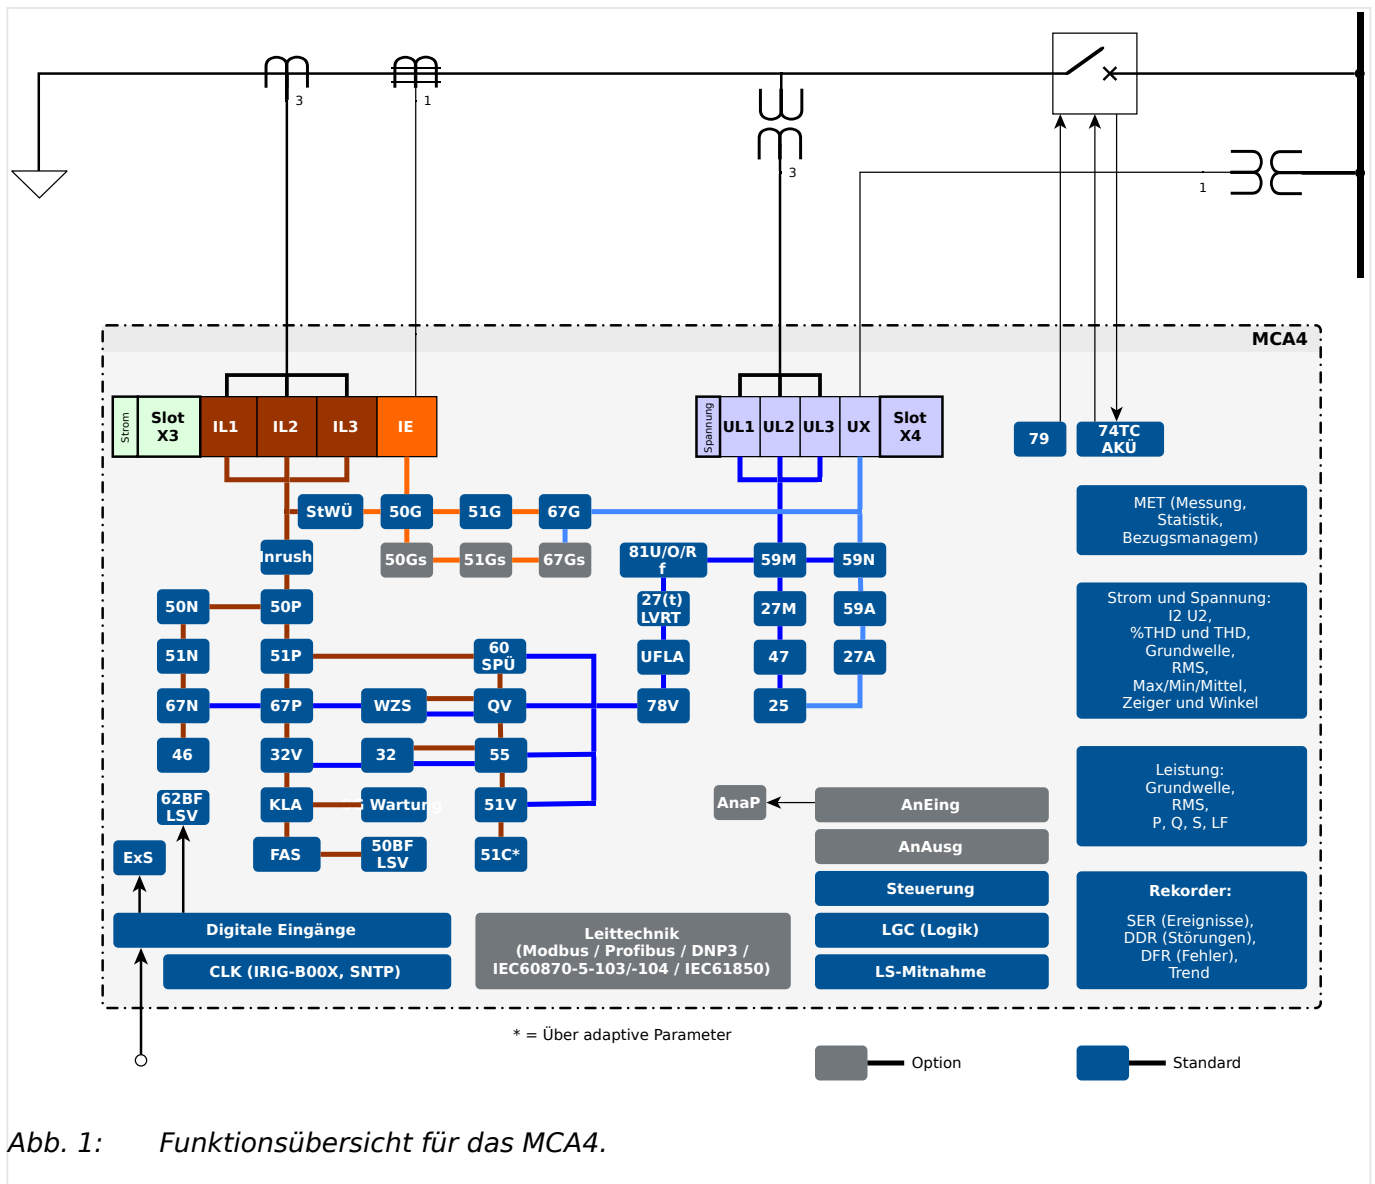 3
1
3
1
MCA4
Strom
Slot
X3
IL1
IL2
IL3
IE
Spannung
UL1
UL2
UL3
UX
Slot
X4
79
74TC
AKÜ
StWÜ
50G
51G
67G
Inrush
50Gs
51Gs
67Gs
81U/O/R
f
59M
59N
MET (Messung,
Statistik,
Bezugsmanagem)
50N
50P
27(t)
LVRT
27M
59A
51N
51P
60
SPÜ
UFLA
47
27A
67N
67P
WZS
QV
78V
25
Strom und Spannung:
I2 U2,
%THD und THD,
Grundwelle,
RMS,
Max/Min/Mittel,
Zeiger und Winkel
46
32V
32
55
62BF
LSV
KLA
Wartung
51V
AnaP
AnEing
Leistung:
Grundwelle,
RMS,
P, Q, S, LF
ExS
FAS
50BF
LSV
51C*
AnAusg
Steuerung
Digitale Eingänge
CLK (IRIG-B00X, SNTP)
Leittechnik
(Modbus / Profibus / DNP3 /
IEC60870-5-103/-104 / IEC61850)
LGC (Logik)
LS-Mitnahme
Rekorder:
SER (Ereignisse),
DDR (Störungen),
DFR (Fehler),
Trend
* = Über adaptive Parameter
Option
Standard
Abb. 1: Funktionsübersicht für das MCA4.